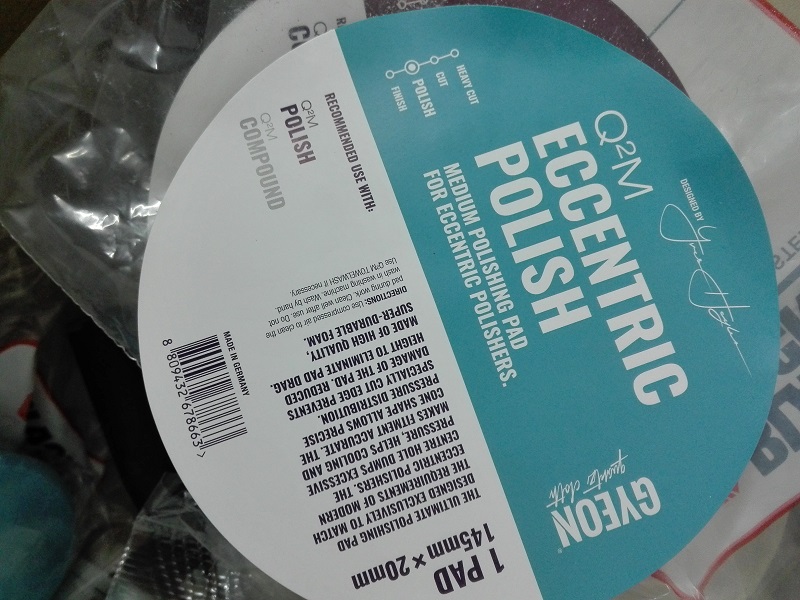 HEAVY CUT
CUT
POLISH
FINISH
Q²M
ECCENTRIC
POLISH
MEDIUM POLISHING PAD
FOR ECCENTRIC POLISHERS.
DESIGNED BY
RECOMMENDED USE WITH:
Q²M
POLISH
Q²M
COMPOUND
GYEON®
quartz cloth
1 PAD
145mm × 20mm
THE ULTIMATE POLISHING PAD
DESIGNED EXCLUSIVELY TO MATCH
THE REQUIREMENTS OF MODERN
ECCENTRIC POLISHERS. THE
CENTRE HOLE DUMPS EXCESSIVE
PRESSURE, HELPS COOLING AND
MAKES FITMENT ACCURATE. THE
CONE SHAPE ALLOWS PRECISE
PRESSURE DISTRIBUTION.
SPECIALLY CUT EDGE PREVENTS
DAMAGE OF THE PAD. REDUCED
HEIGHT TO ELIMINATE PAD DRAG.
MADE OF HIGH QUALITY,
SUPER-DURABLE FOAM.
DIRECTIONS: Use compressed air to clean the
pad during work. Clean well after use. Do not
wash in washing machine. Wash by hand.
Use Q²M TOWELWASH if necessary.
MADE IN GERMANY
8 809432 678663 >